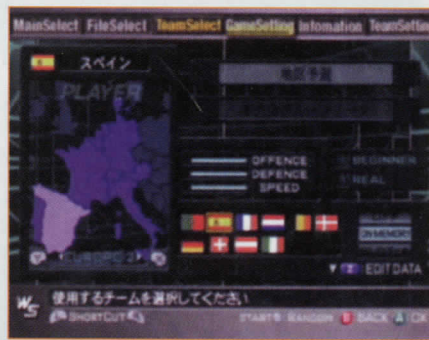 MainSelect FileSelect TeamSelect GameSetting Infomation TeamSetting
スペイン
PLAYER
地区予選
OFFENCE
DEFENCE
SPEED
BEGINNER
REAL
EUROPE 2
EDIT DATA
使用するチームを選択してください
SHORTCUT START RANDOM B BACK A OK